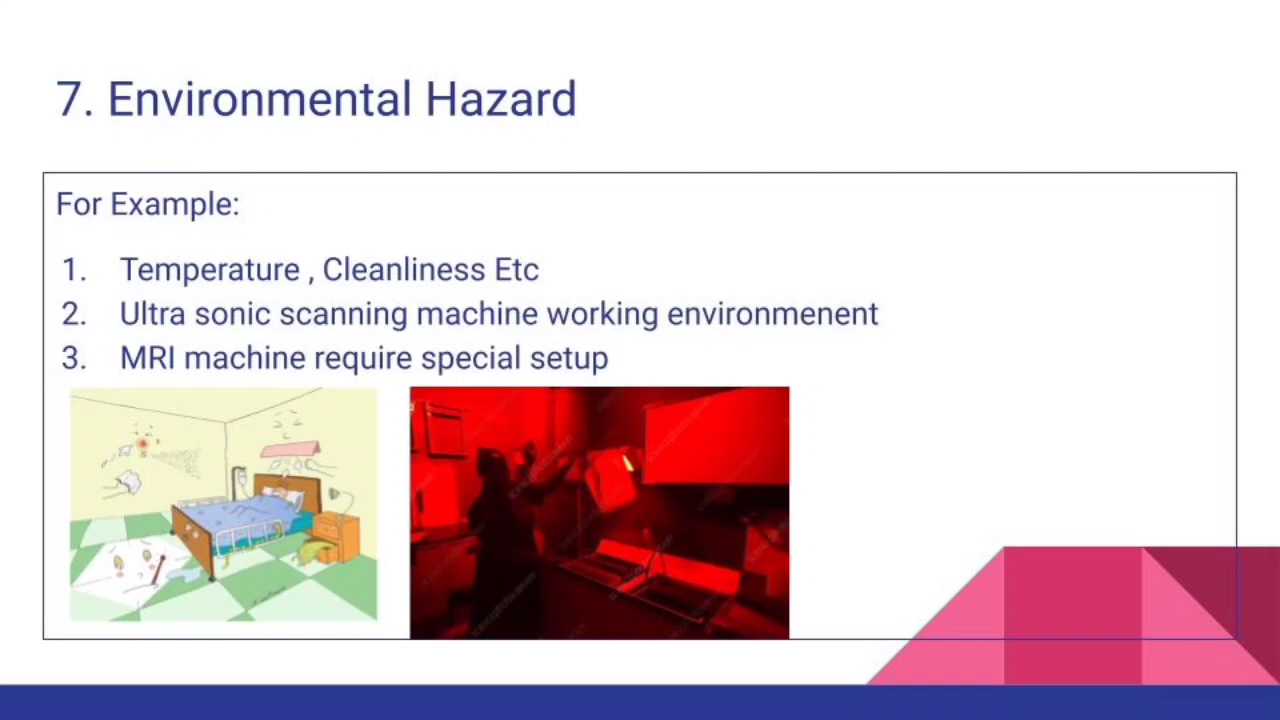 7. Environmental Hazard
For Example:
1. Temperature , Cleanliness Etc
2. Ultra sonic scanning machine working environmenent
3. MRI machine require special setup